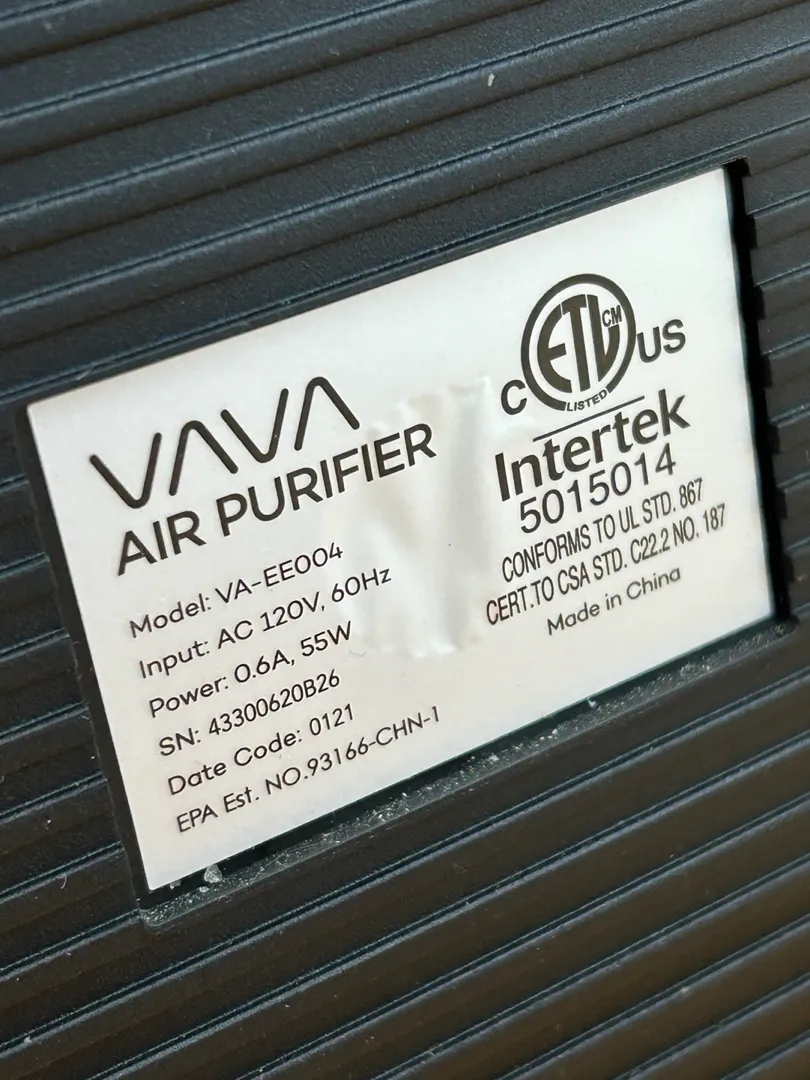 VAVA
AIR PURIFIER
Model: VA-EE004
Input: AC 120V, 60Hz
Power: 0.6A, 55W
SN: 43300620B26
Date Code: 0121
EPA Est. NO.93166-CHN-1
C ETL CM US
LISTED
Intertek
5015014
CONFORMS TO UL STD. 867
CERT.TO CSA STD. C22.2 NO. 187
Made in China